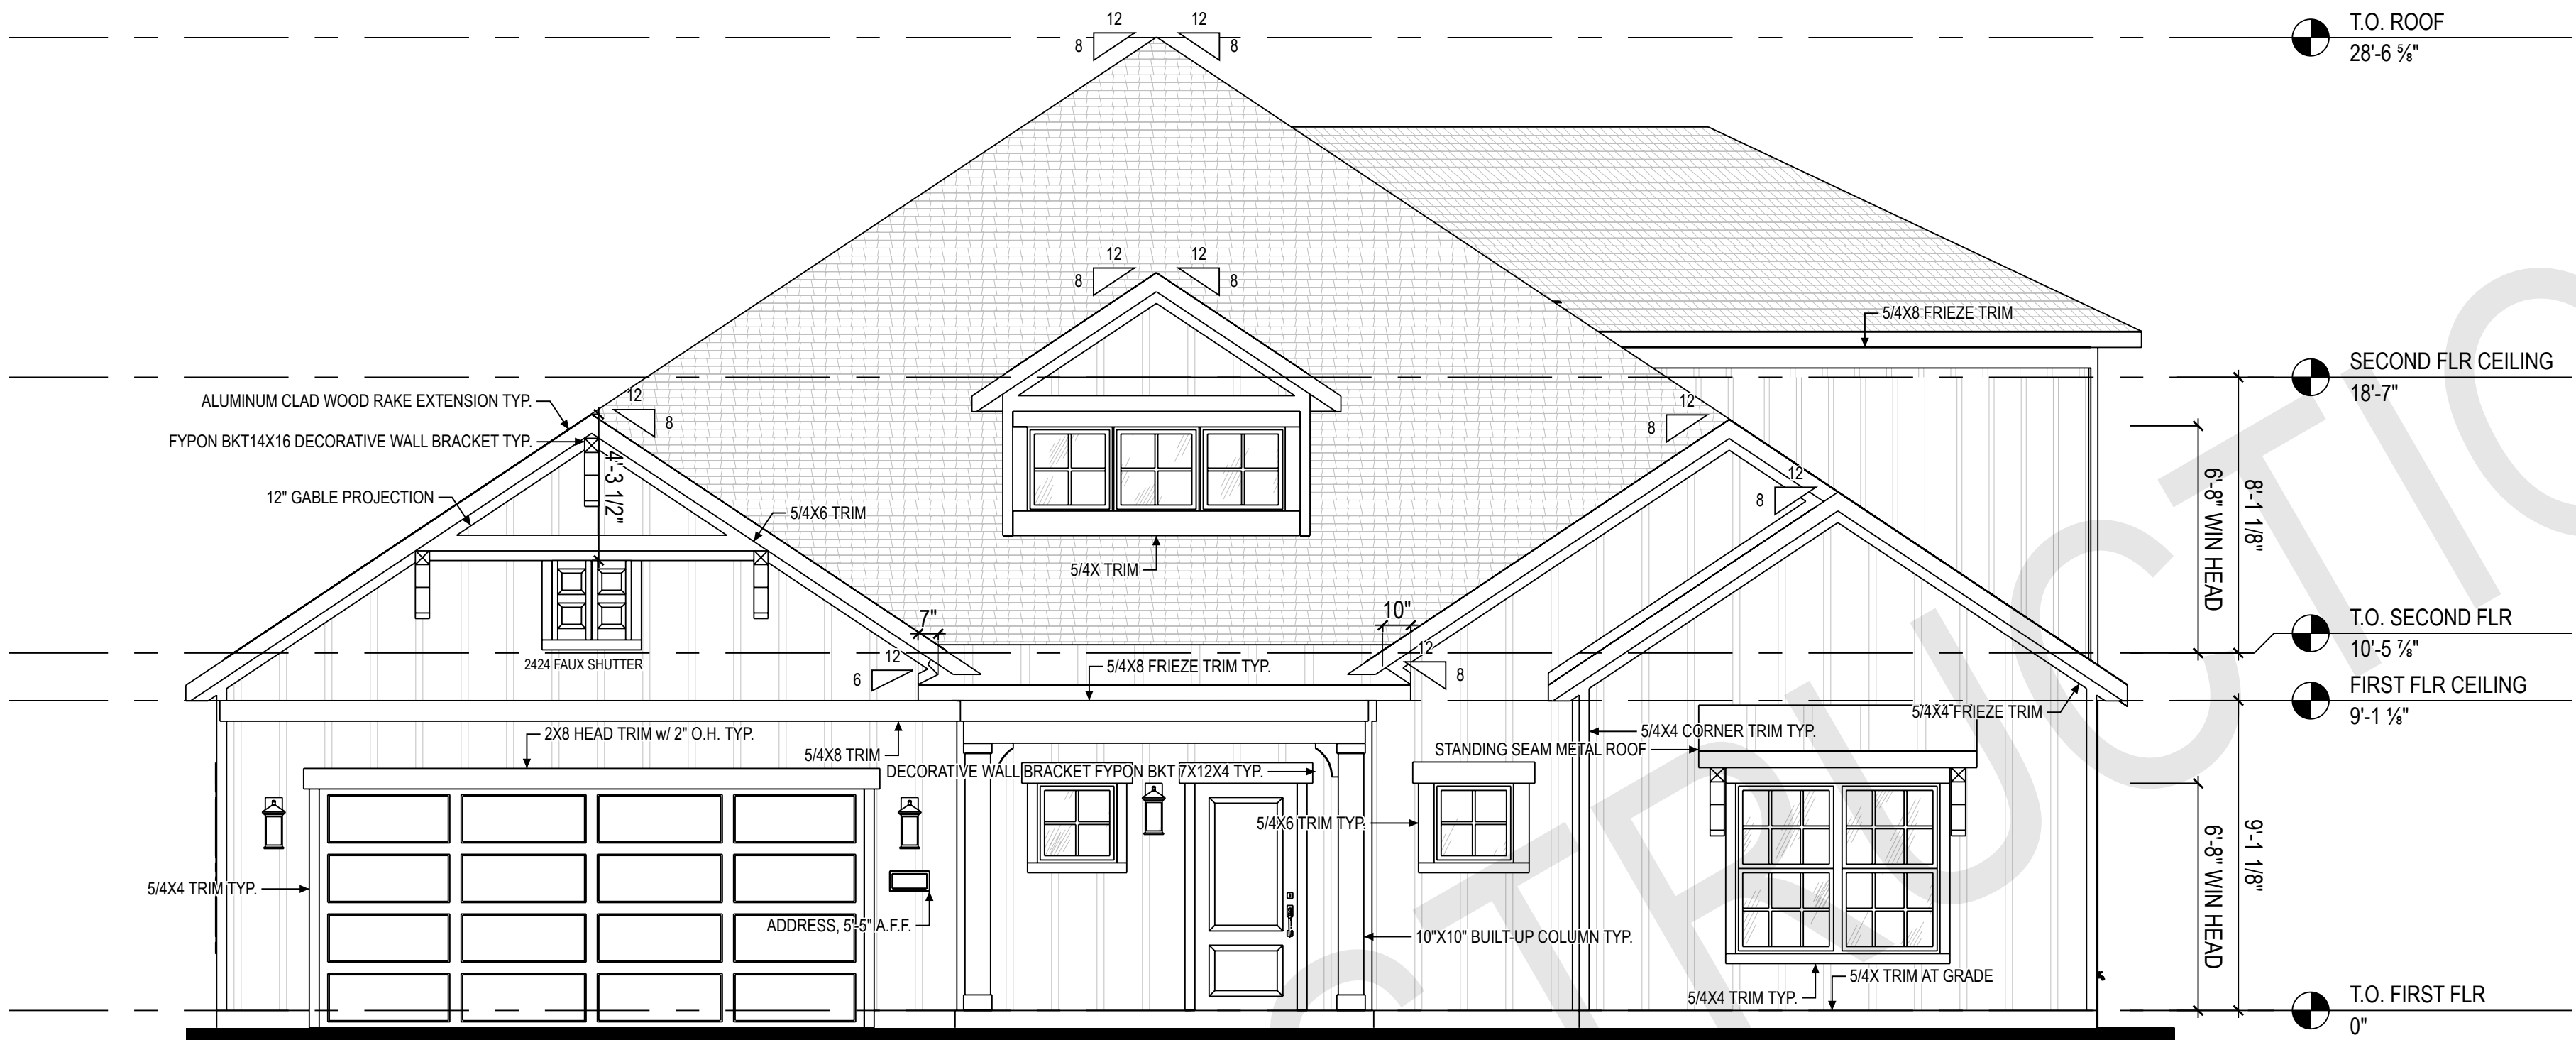 12
12
8
8
T.O. ROOF
28'-6 ⅝"
12
12
8
8
5/4X8 FRIEZE TRIM
SECOND FLR CEILING
18'-7"
ALUMINUM CLAD WOOD RAKE EXTENSION TYP.
12
8
12
8
FYPON BKT14X16 DECORATIVE WALL BRACKET TYP.
4'-3 1/2"
12" GABLE PROJECTION
5/4X6 TRIM
12
8
6'-8" WIN HEAD
8'-1 1/8"
5/4X TRIM
7"
10"
2424 FAUX SHUTTER
12
6
5/4X8 FRIEZE TRIM TYP.
12
8
T.O. SECOND FLR
10'-5 ⅞"
FIRST FLR CEILING
9'-1 ⅛"
5/4X4 FRIEZE TRIM
2X8 HEAD TRIM w/ 2" O.H. TYP.
5/4X8 TRIM
5/4X4 CORNER TRIM TYP.
STANDING SEAM METAL ROOF
DECORATIVE WALL BRACKET FYPON BKT 7X12X4 TYP.
5/4X6 TRIM TYP.
6'-8" WIN HEAD
9'-1 1/8"
5/4X4 TRIM TYP.
ADDRESS, 5'-5" A.F.F.
10"X10" BUILT-UP COLUMN TYP.
5/4X TRIM AT GRADE
5/4X4 TRIM TYP.
T.O. FIRST FLR
0"
STRUCTIO